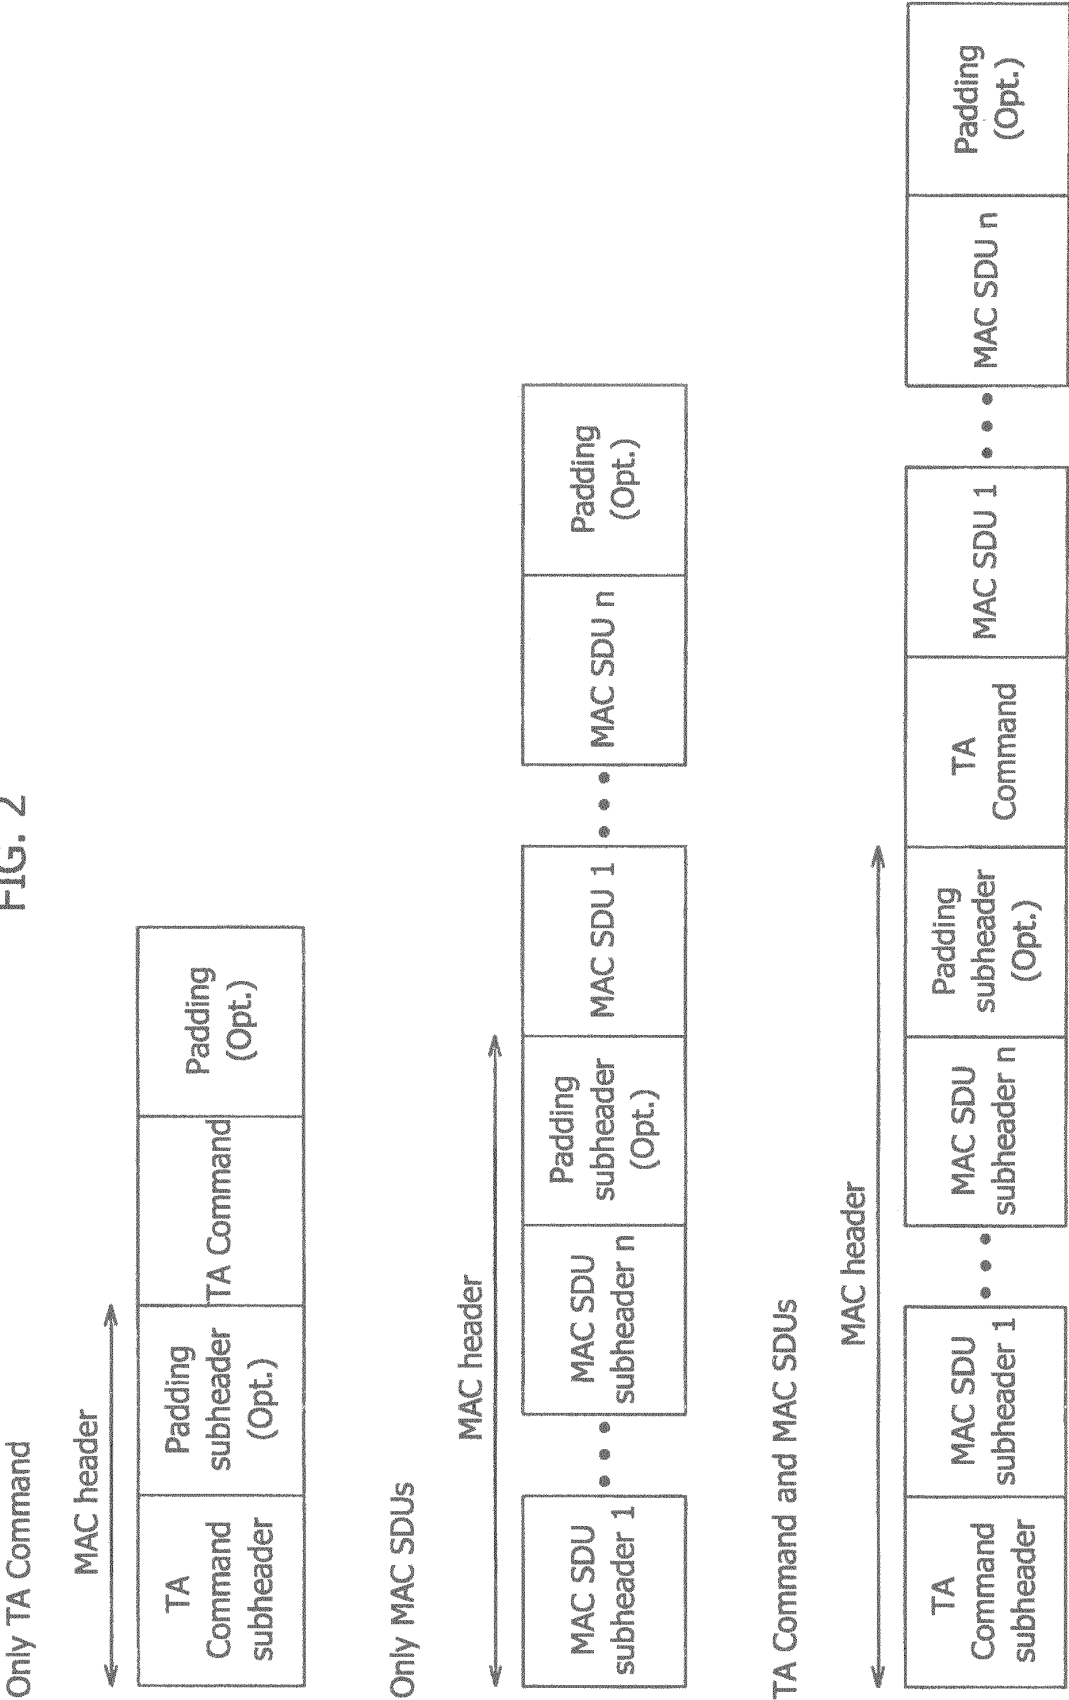 FIG. 2
Only TA Command
MAC header
TA
Command
subheader
Padding
subheader
(Opt.)
TA Command
Padding
(Opt.)
Only MAC SDUs
MAC header
MAC SDU
subheader 1
MAC SDU
subheader n
Padding
subheader
(Opt.)
MAC SDU 1
MAC SDU n
Padding
(Opt.)
TA Command and MAC SDUs
MAC header
TA
Command
subheader
MAC SDU
subheader 1
MAC SDU
subheader n
Padding
subheader
(Opt.)
TA
Command
MAC SDU 1
MAC SDU n
Padding
(Opt.)